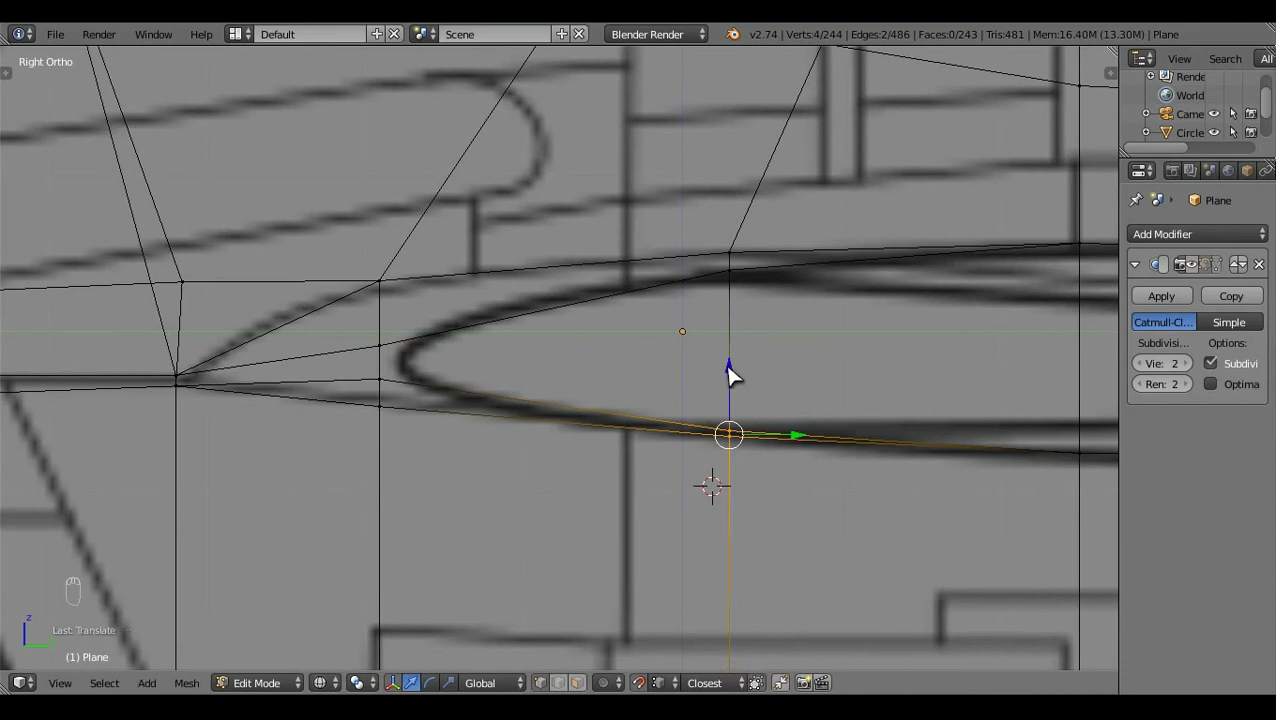 File Render Window Help Default Scene Blender Render v2.74 | Verts:4/244 | Edges:2/486 | Faces:0/243 | Tris:481 | Mem:16.40M (13.30M) | Plane
Right Ortho
View Search All
Rende
World
Came
Circle
Plane
Add Modifier
Apply Copy
Catmull-Cl... Simple
Subdivisi... Options:
Vie: 2 Subdivi
Ren: 2 Optima
z
Last: Translate
(1) Plane
View Select Add Mesh Edit Mode Global Closest